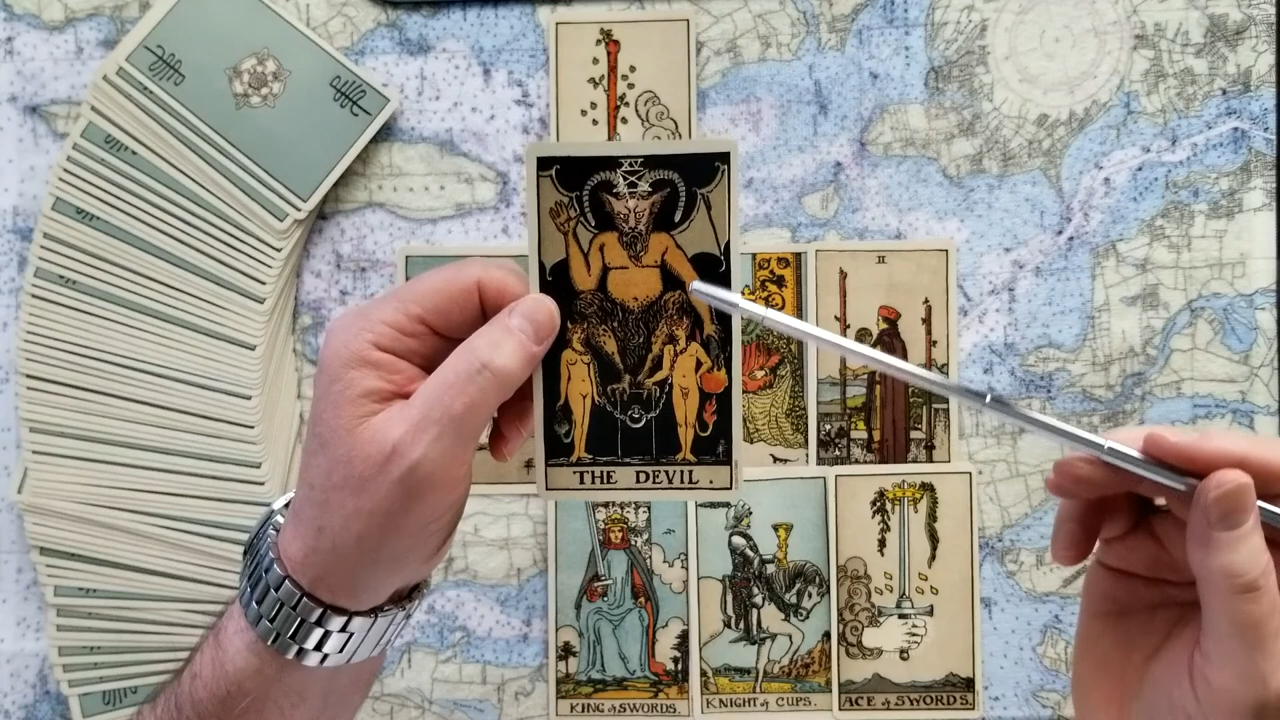 XV
THE DEVIL.
II
KING of SWORDS.
KNIGHT of CUPS.
ACE of SWORDS.